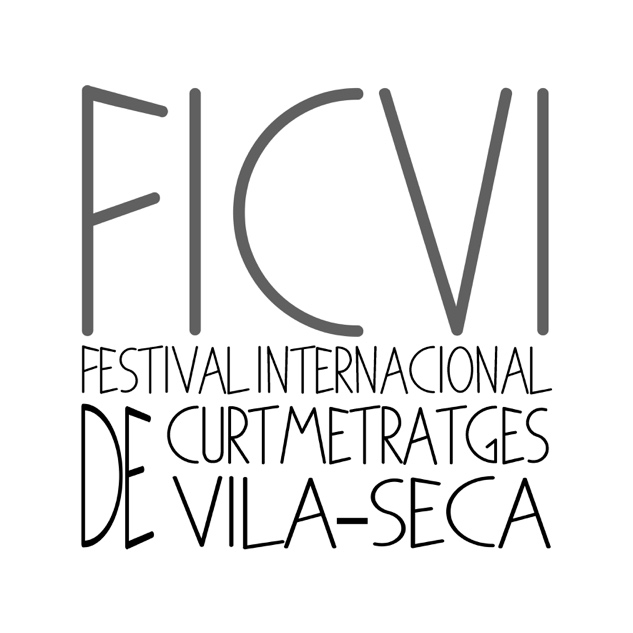 FICVI
FESTIVAL INTERNACIONAL
DE CURTMETRATGES
VILA-SECA